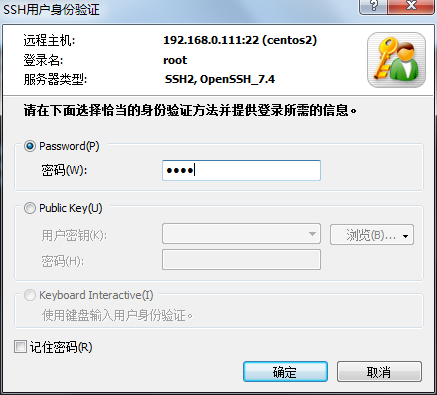 SSH用户身份验证
远程主机: 192.168.0.111:22 (centos2)
登录名: root
服务器类型: SSH2, OpenSSH_7.4
请在下面选择恰当的身份验证方法并提供登录所需的信息。
Password(P)
密码(W): ••••
Public Key(U)
用户密钥(K): 浏览(B)...
密码(H):
Keyboard Interactive(I)
使用键盘输入用户身份验证。
记住密码(R)
确定 取消